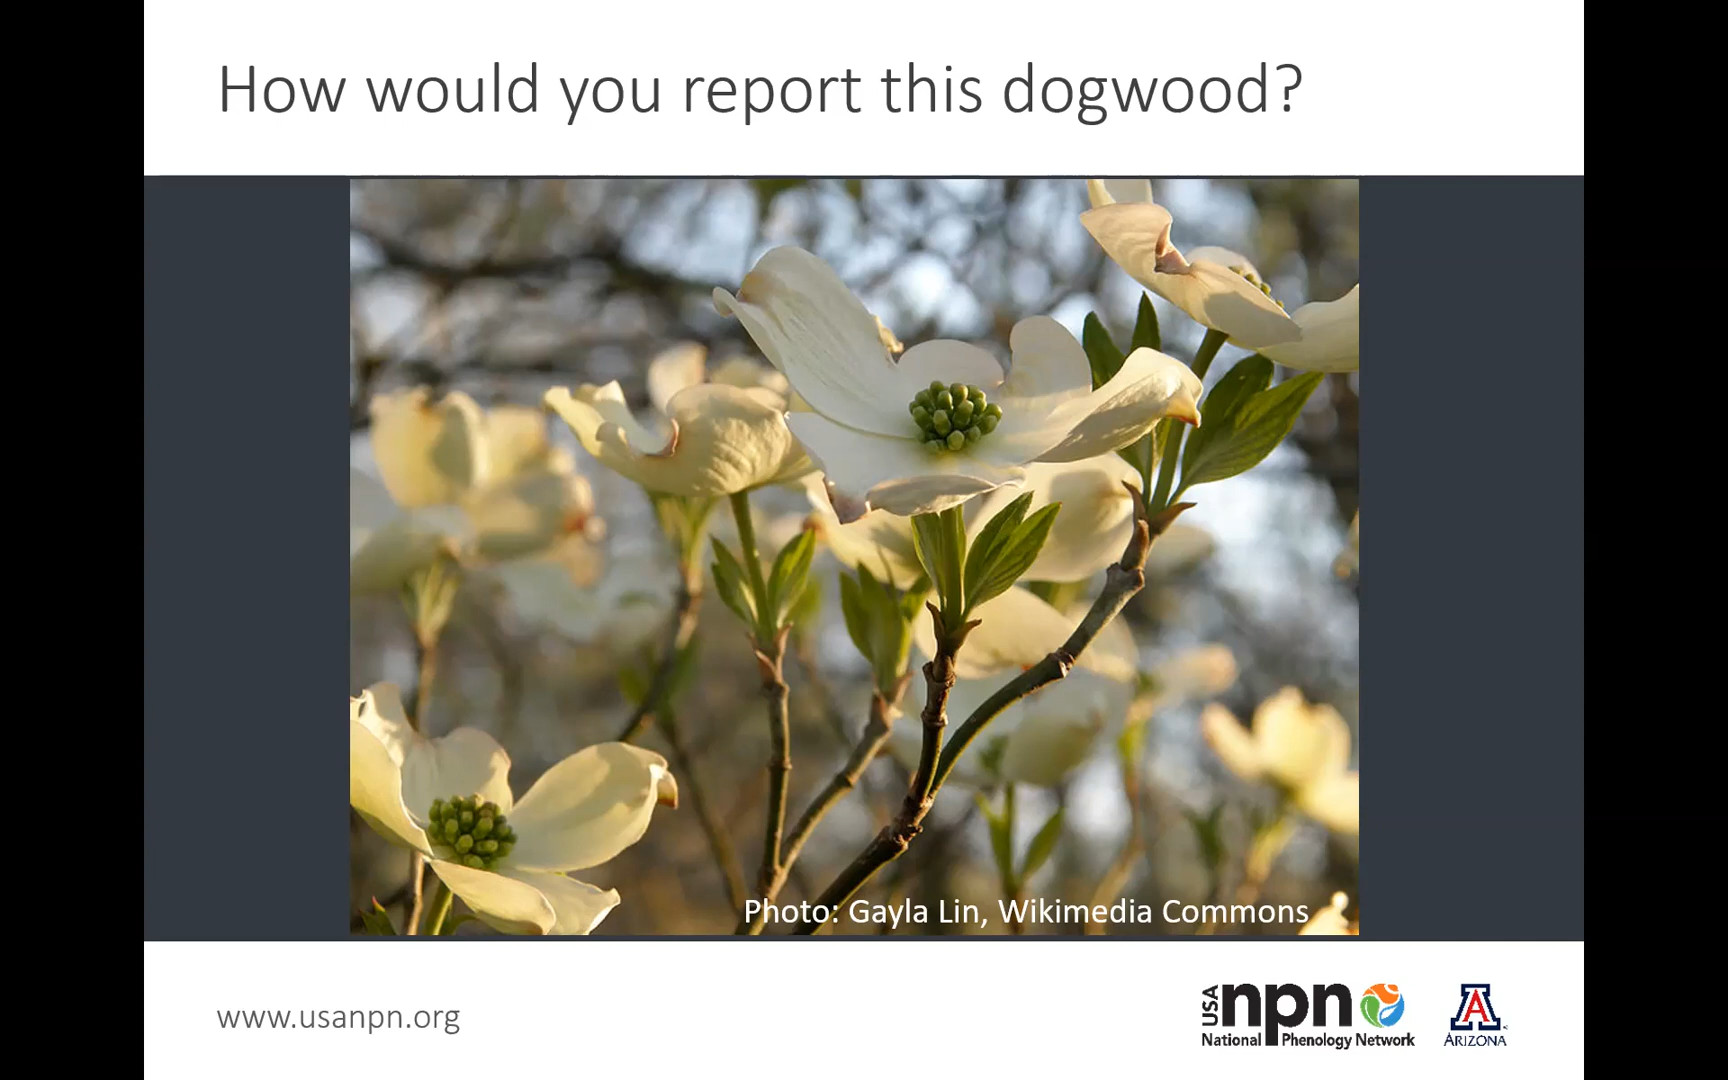 How would you report this dogwood?
Photo: Gayla Lin, Wikimedia Commons
www.usanpn.org
USA npn
National Phenology Network
A
ARIZONA